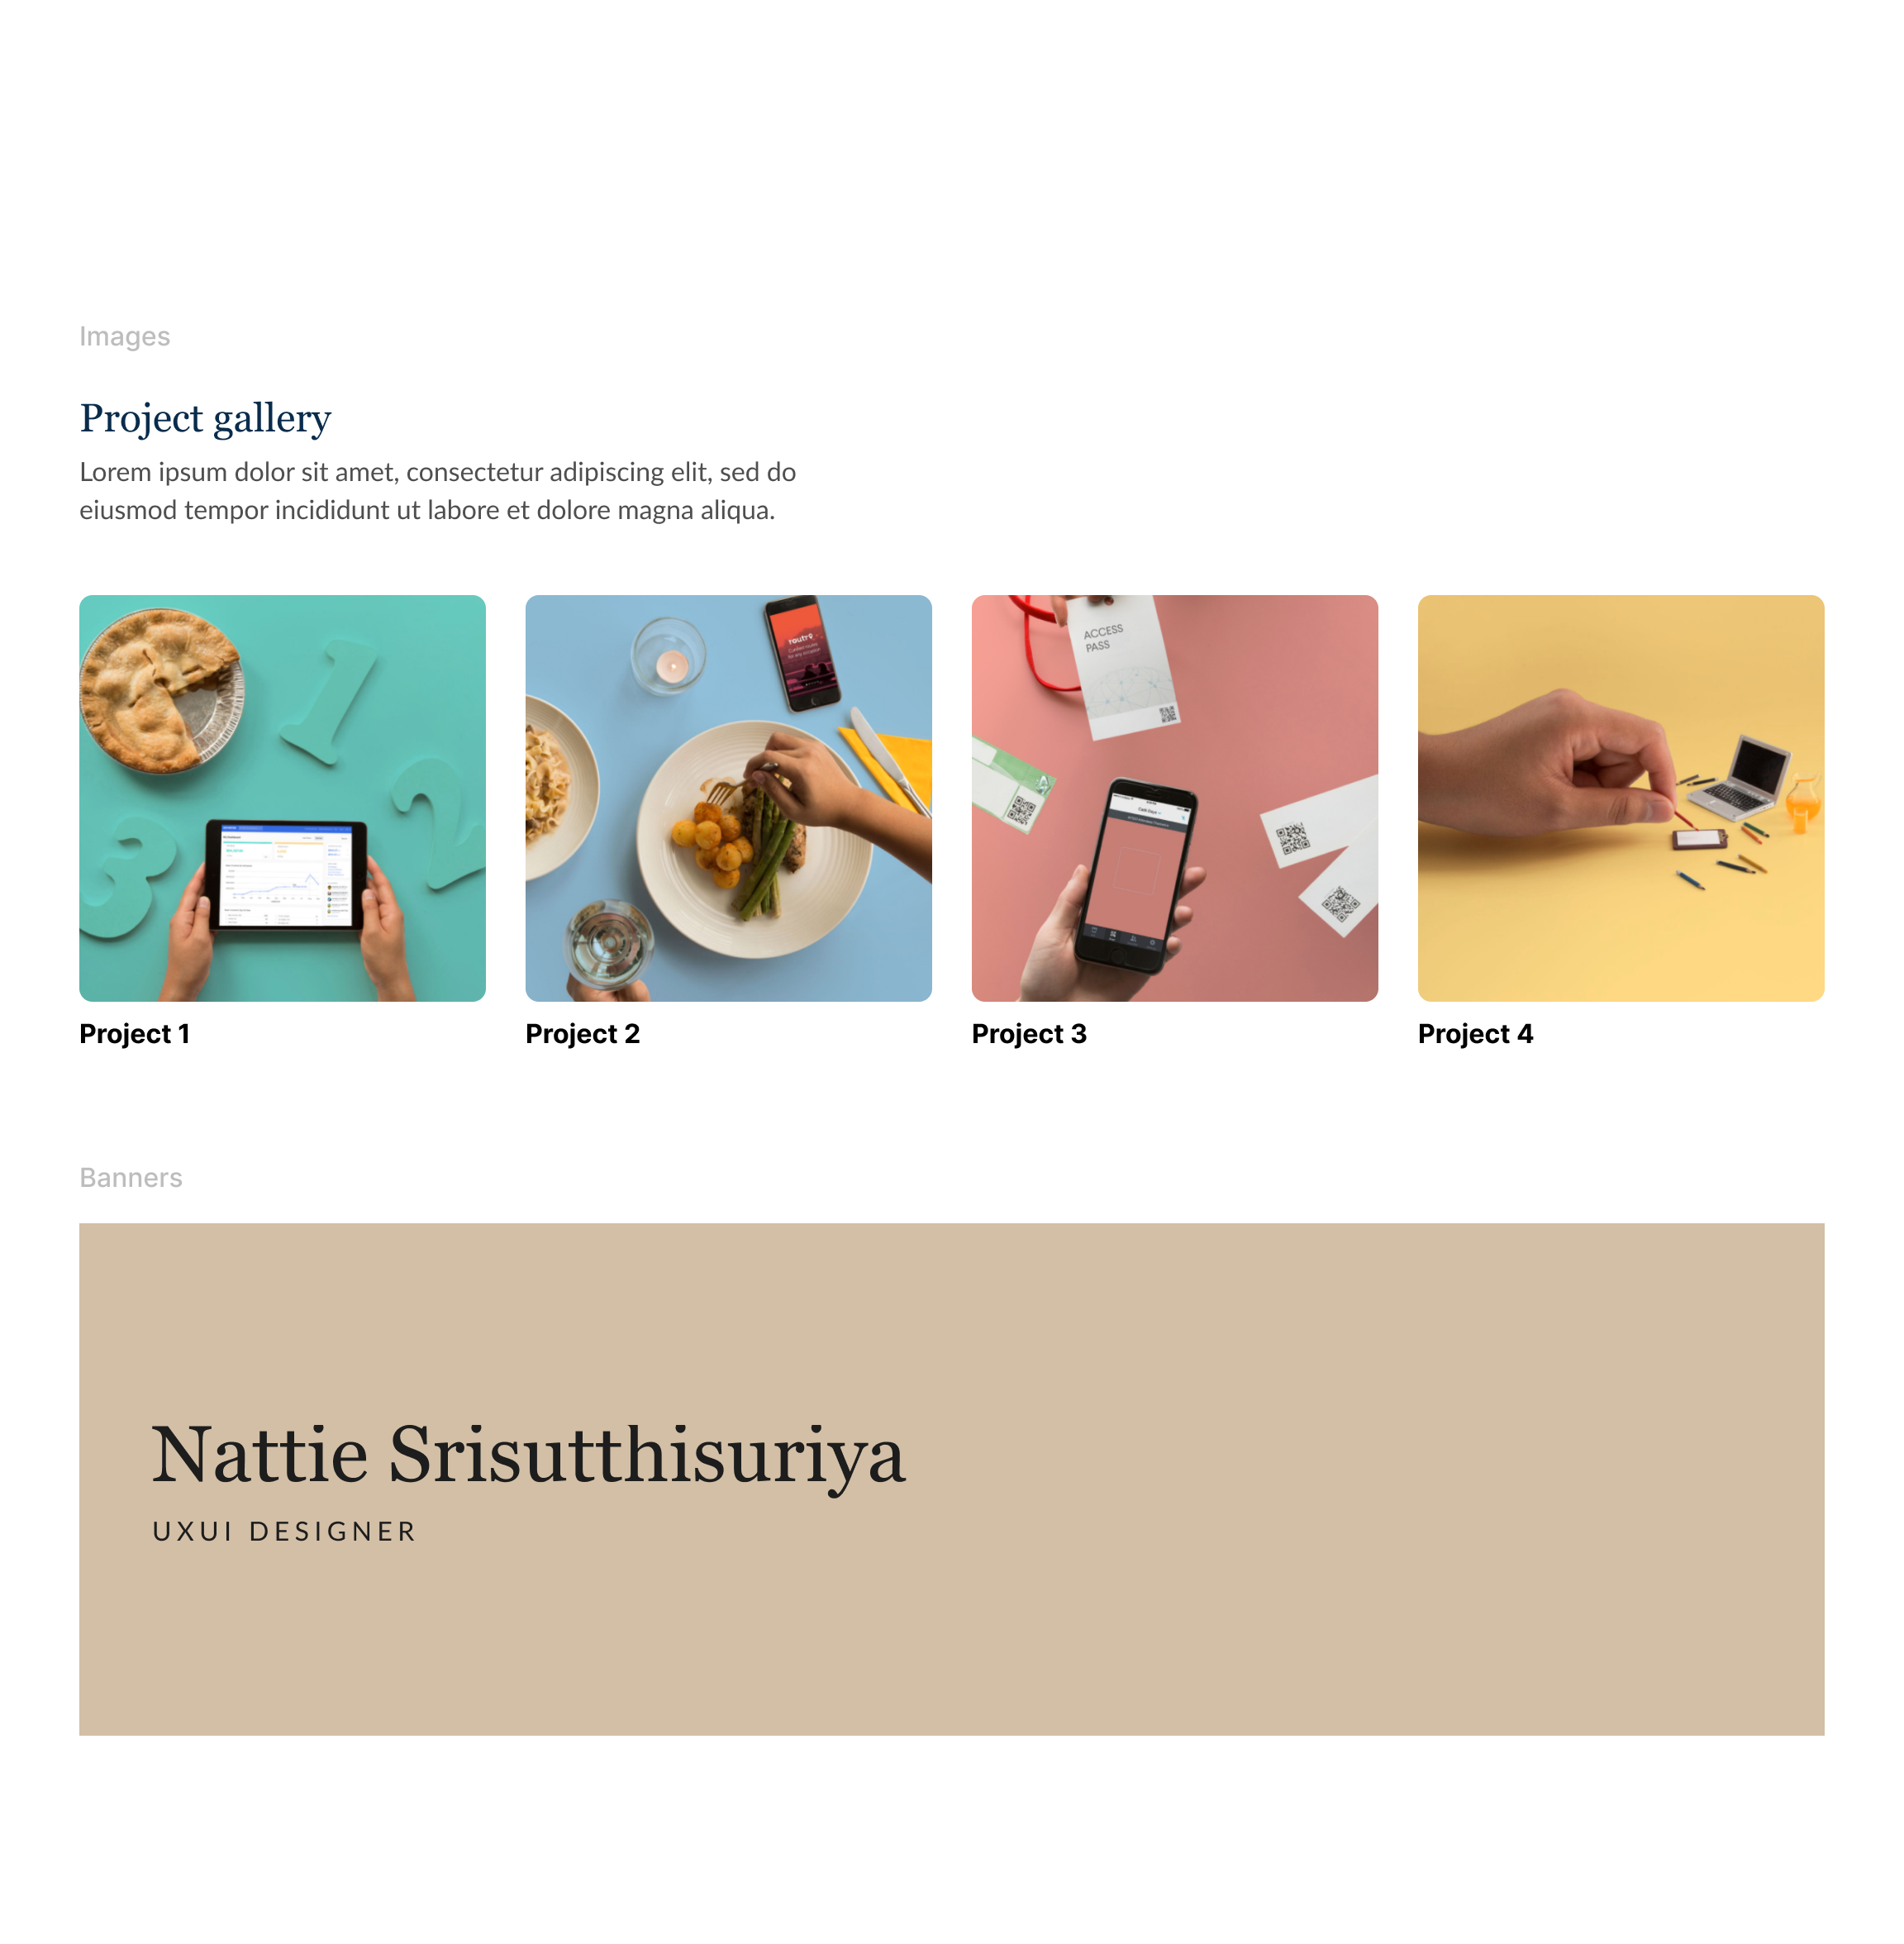 Images
Project gallery
Lorem ipsum dolor sit amet, consectetur adipiscing elit, sed do
eiusmod tempor incididunt ut labore et dolore magna aliqua.
routr
ACCESS
PASS
Project 1
Project 2
Project 3
Project 4
Banners
Nattie Srisutthisuriya
UXUI DESIGNER